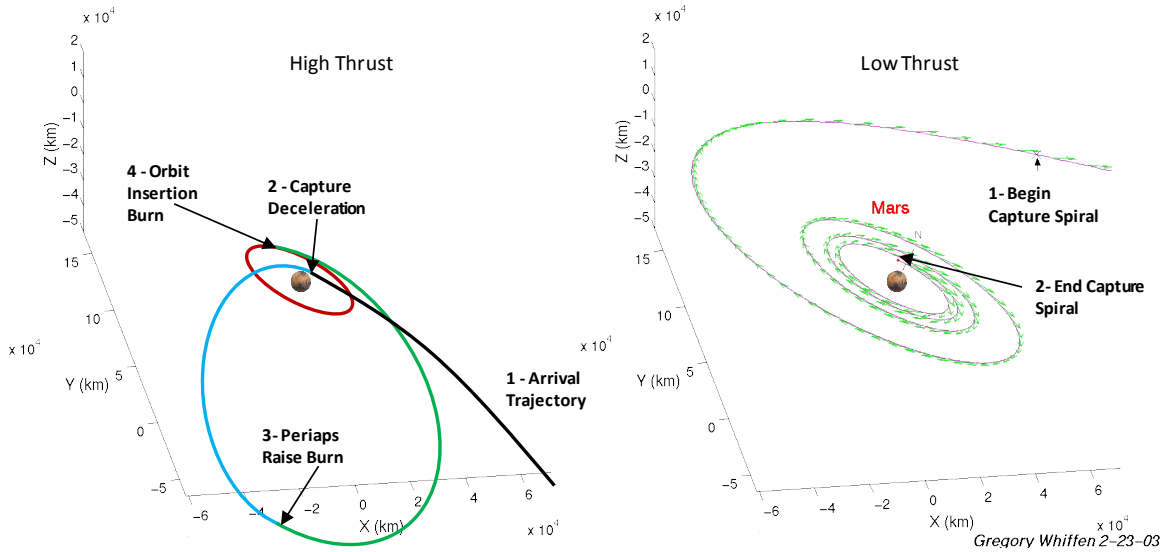 x 10⁴
High Thrust
2
1
0
−1
−2
−3
−4
−5
Z (km)
4 - Orbit
Insertion
Burn
2 - Capture
Deceleration
15
10
5
0
−5
x 10⁴
Y (km)
1 - Arrival
Trajectory
3- Periaps
Raise Burn
−6
−4
−2
0
2
4
6
X (km)
x 10⁴
x 10⁴
Low Thrust
2
1
0
−1
−2
−3
−4
−5
Z (km)
1- Begin
Capture Spiral
Mars
N
2- End Capture
Spiral
15
10
5
0
−5
x 10⁴
Y (km)
−6
−4
−2
0
2
4
6
X (km)
x 10⁴
Gregory Whiffen 2−23−03